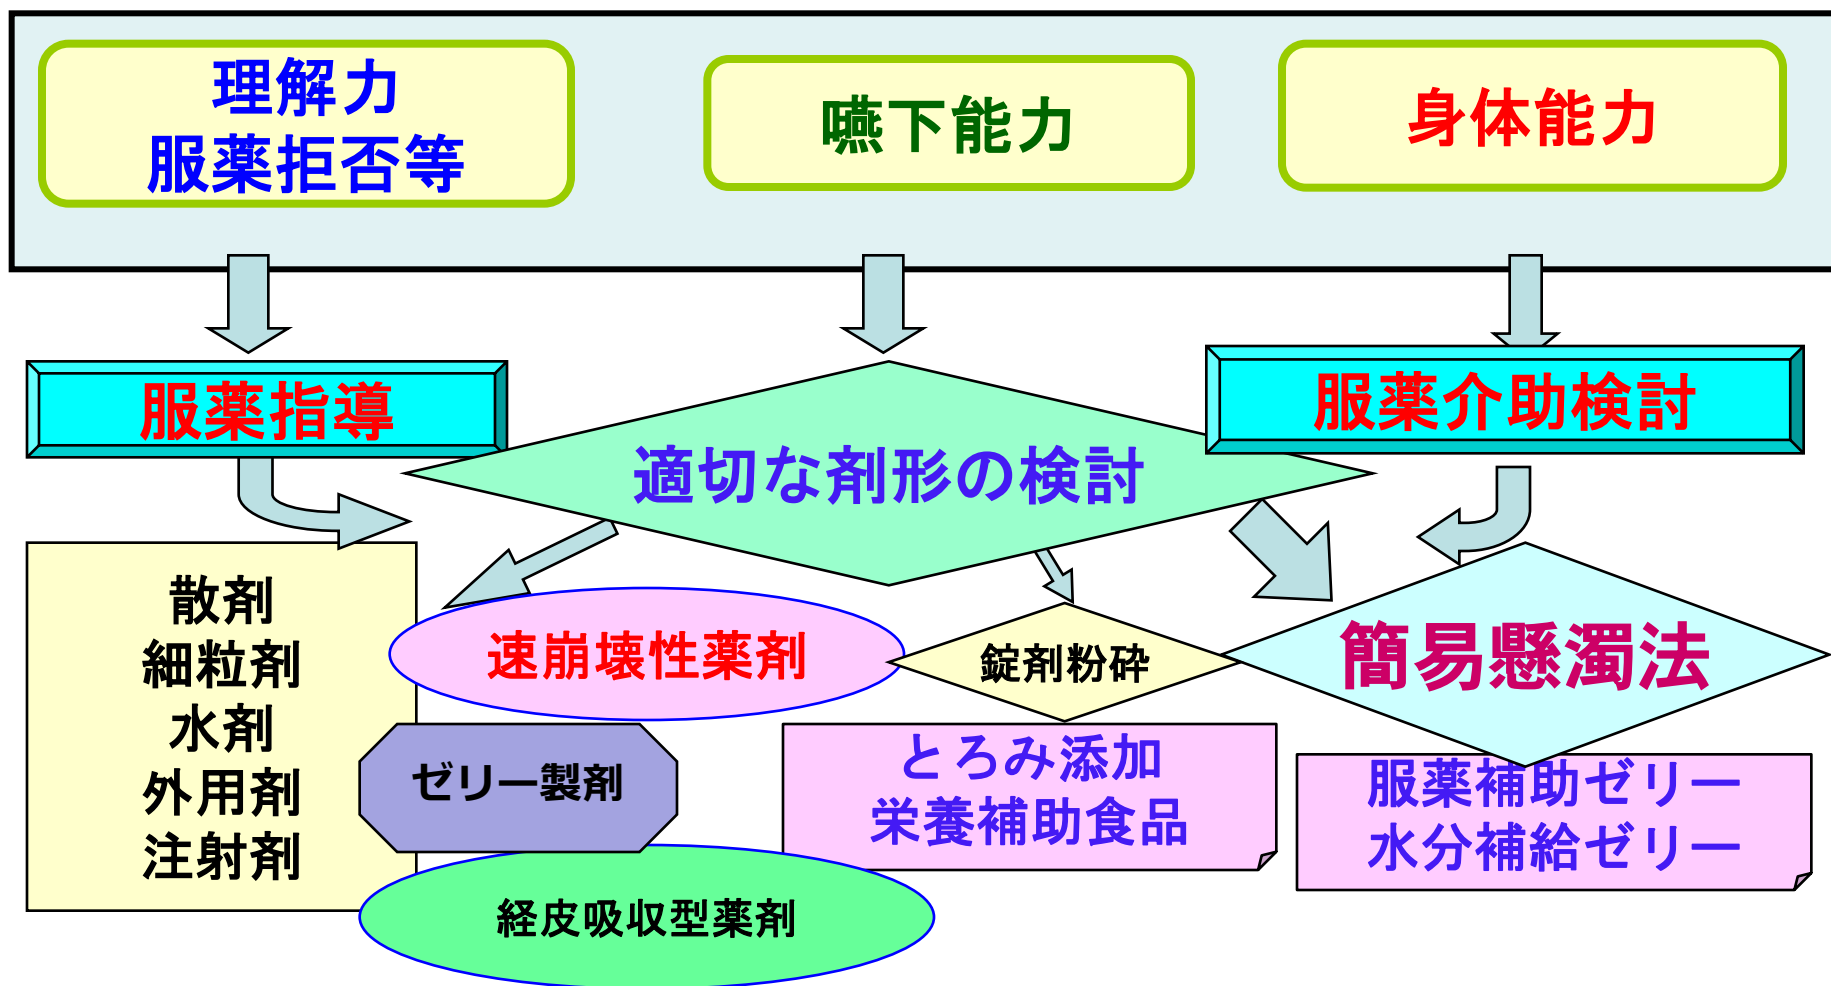 理解力
服薬拒否等
嚥下能力
身体能力
服薬指導
適切な剤形の検討
服薬介助検討
散剤
細粒剤
水剤
外用剤
注射剤
速崩壊性薬剤
錠剤粉砕
簡易懸濁法
ゼリー製剤
とろみ添加
栄養補助食品
服薬補助ゼリー
水分補給ゼリー
経皮吸収型薬剤